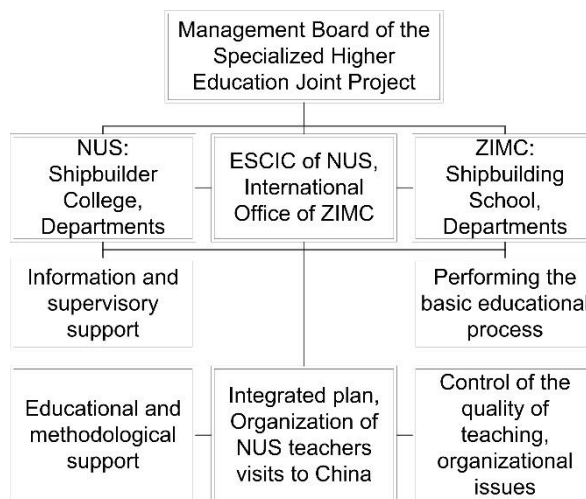 Management Board of the
Specialized Higher
Education Joint Project
NUS:
Shipbuilder
College,
Departments
ESCIC of NUS,
International
Office of ZIMC
ZIMC:
Shipbuilding
School,
Departments
Information and
supervisory
support
Performing the
basic educational
process
Educational and
methodological
support
Integrated plan,
Organization of
NUS teachers
visits to China
Control of the
quality of
teaching,
organizational
issues